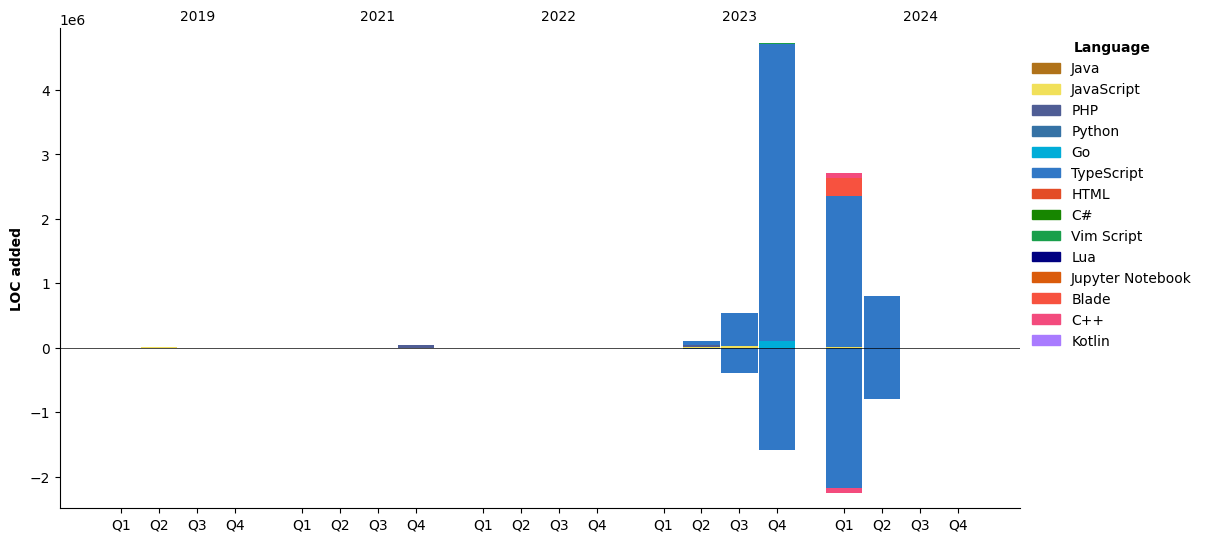 2019 2021 2022 2023 2024
1e6
Language
Java
JavaScript
PHP
Python
Go
TypeScript
HTML
C#
Vim Script
Lua
Jupyter Notebook
Blade
C++
Kotlin
LOC added
4
3
2
1
0
−1
−2
Q1 Q2 Q3 Q4 Q1 Q2 Q3 Q4 Q1 Q2 Q3 Q4 Q1 Q2 Q3 Q4 Q1 Q2 Q3 Q4